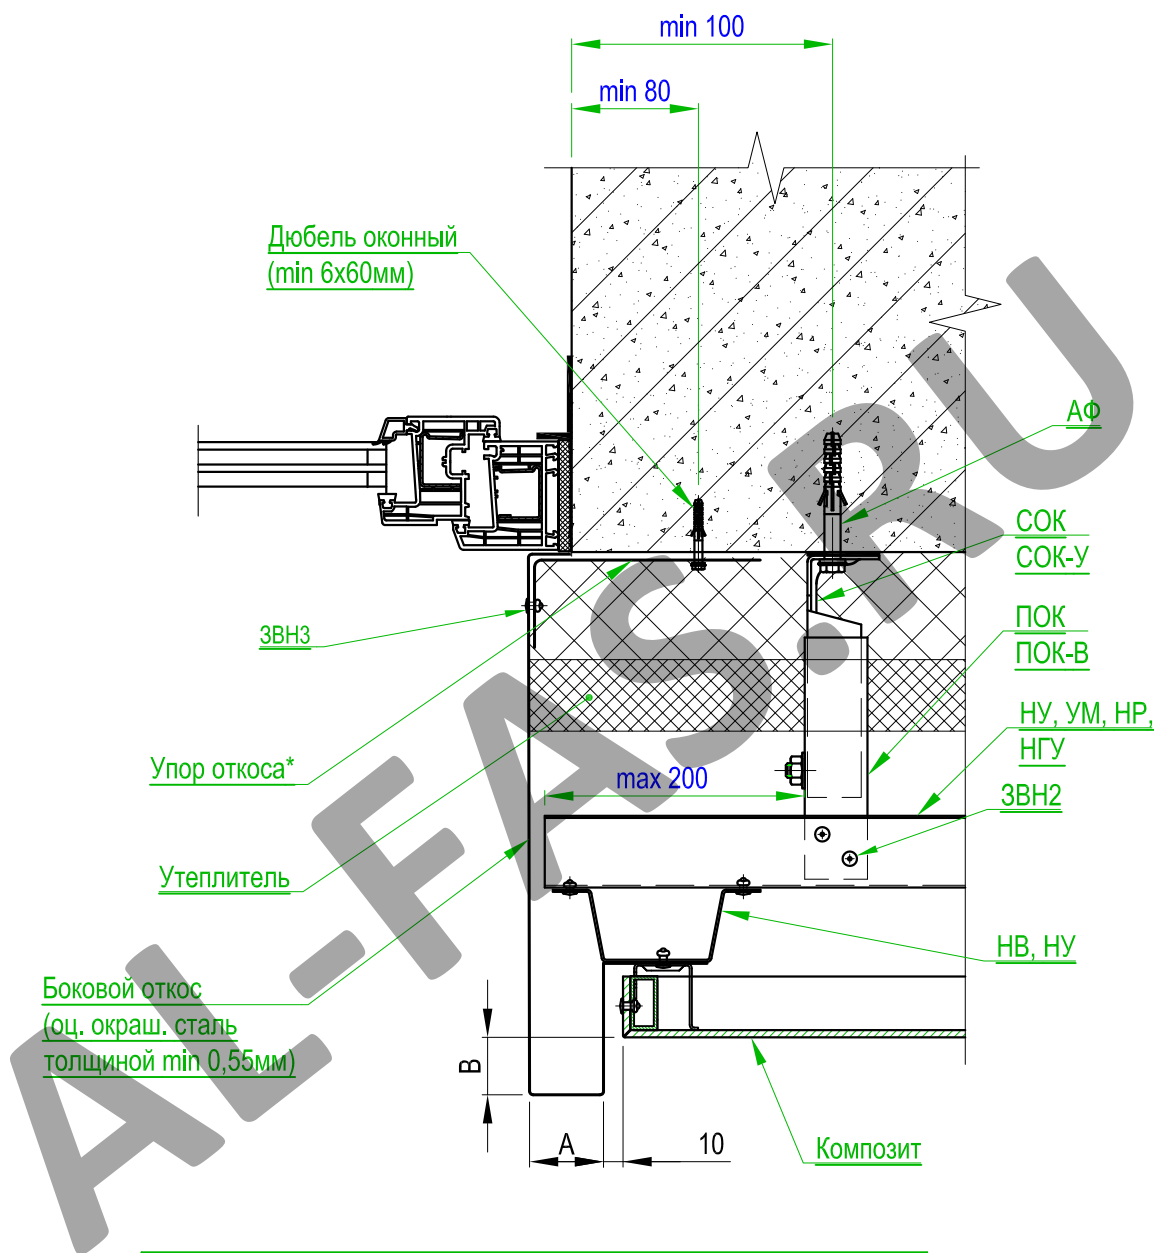 min 100
min 80
Дюбель оконный
(min 6х60мм)
АФ
СОК
СОК-У
ПОК
ПОК-В
ЗВН3
НУ, УМ, НР,
НГУ
Упор откоса*
max 200
ЗВН2
Утеплитель
НВ, НУ
Боковой откос
(оц. окраш. сталь
толщиной min 0,55мм)
B
A
10
Композит
AL-FAS.RU